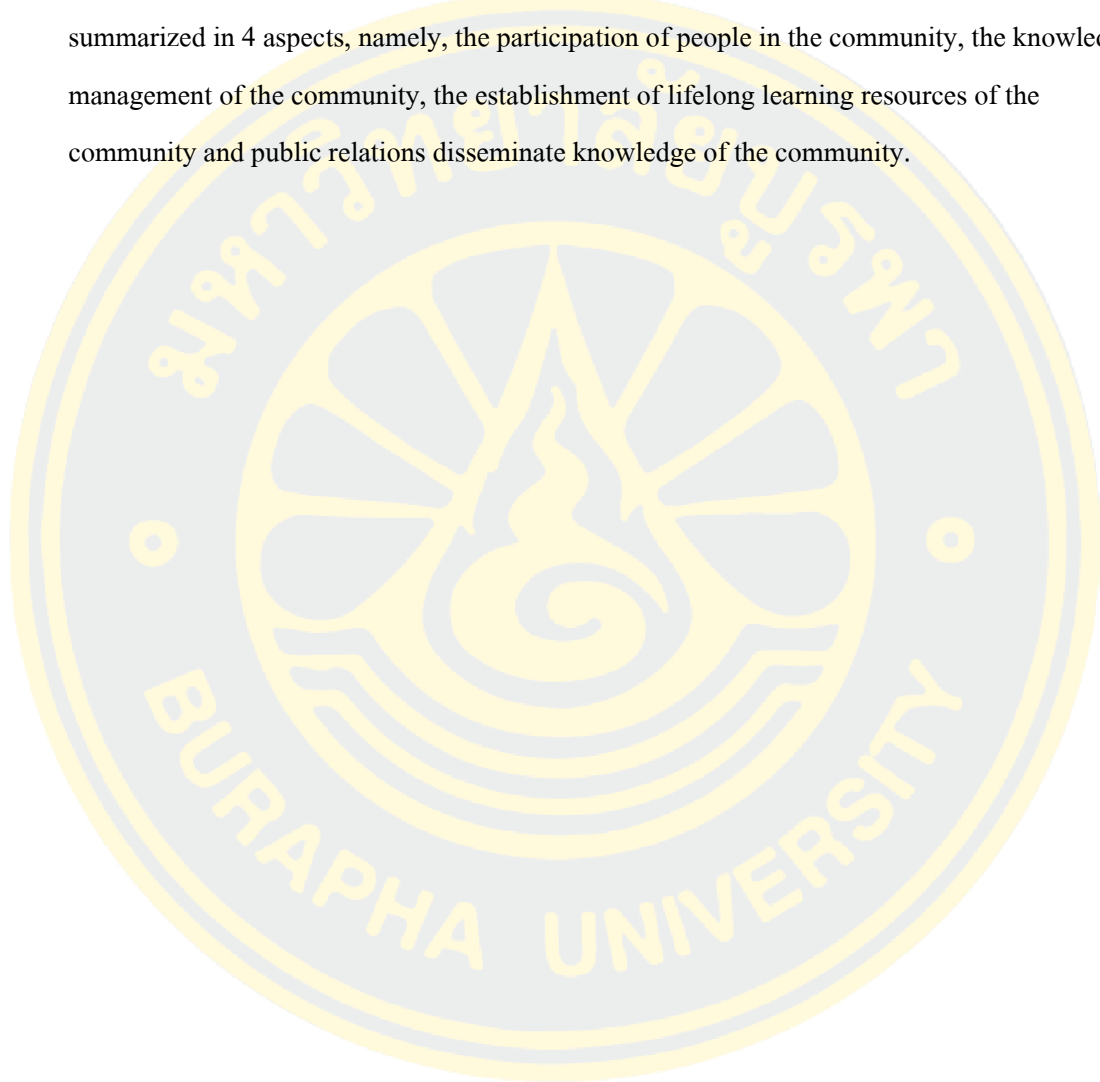 summarized in 4 aspects, namely, the participation of people in the community, the
management of the community, the establishment of lifelong learning resources of the
community and public relations disseminate knowledge of the community.
มหาวิทยาลัยบูรพา
BURAPHA UNIVERSITY